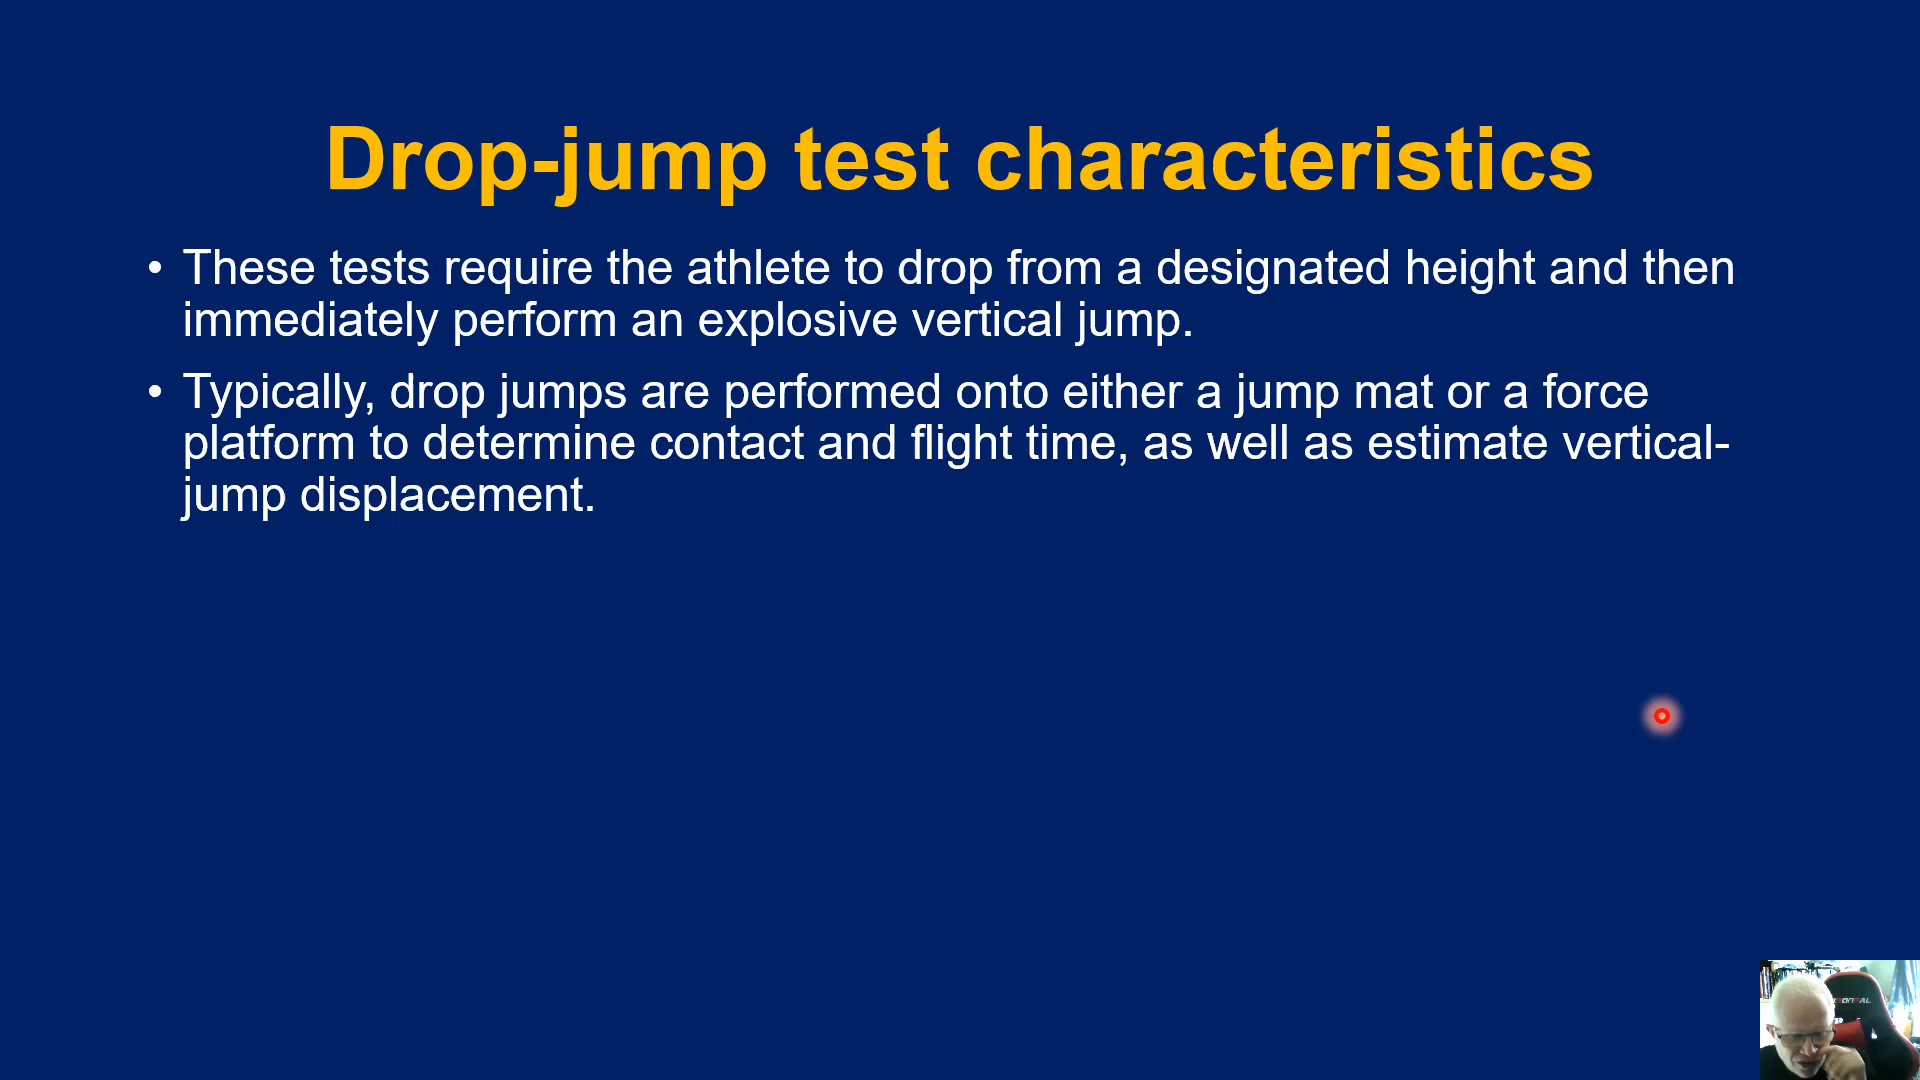 Drop-jump test characteristics
• These tests require the athlete to drop from a designated height and then
immediately perform an explosive vertical jump.
• Typically, drop jumps are performed onto either a jump mat or a force
platform to determine contact and flight time, as well as estimate vertical-
jump displacement.